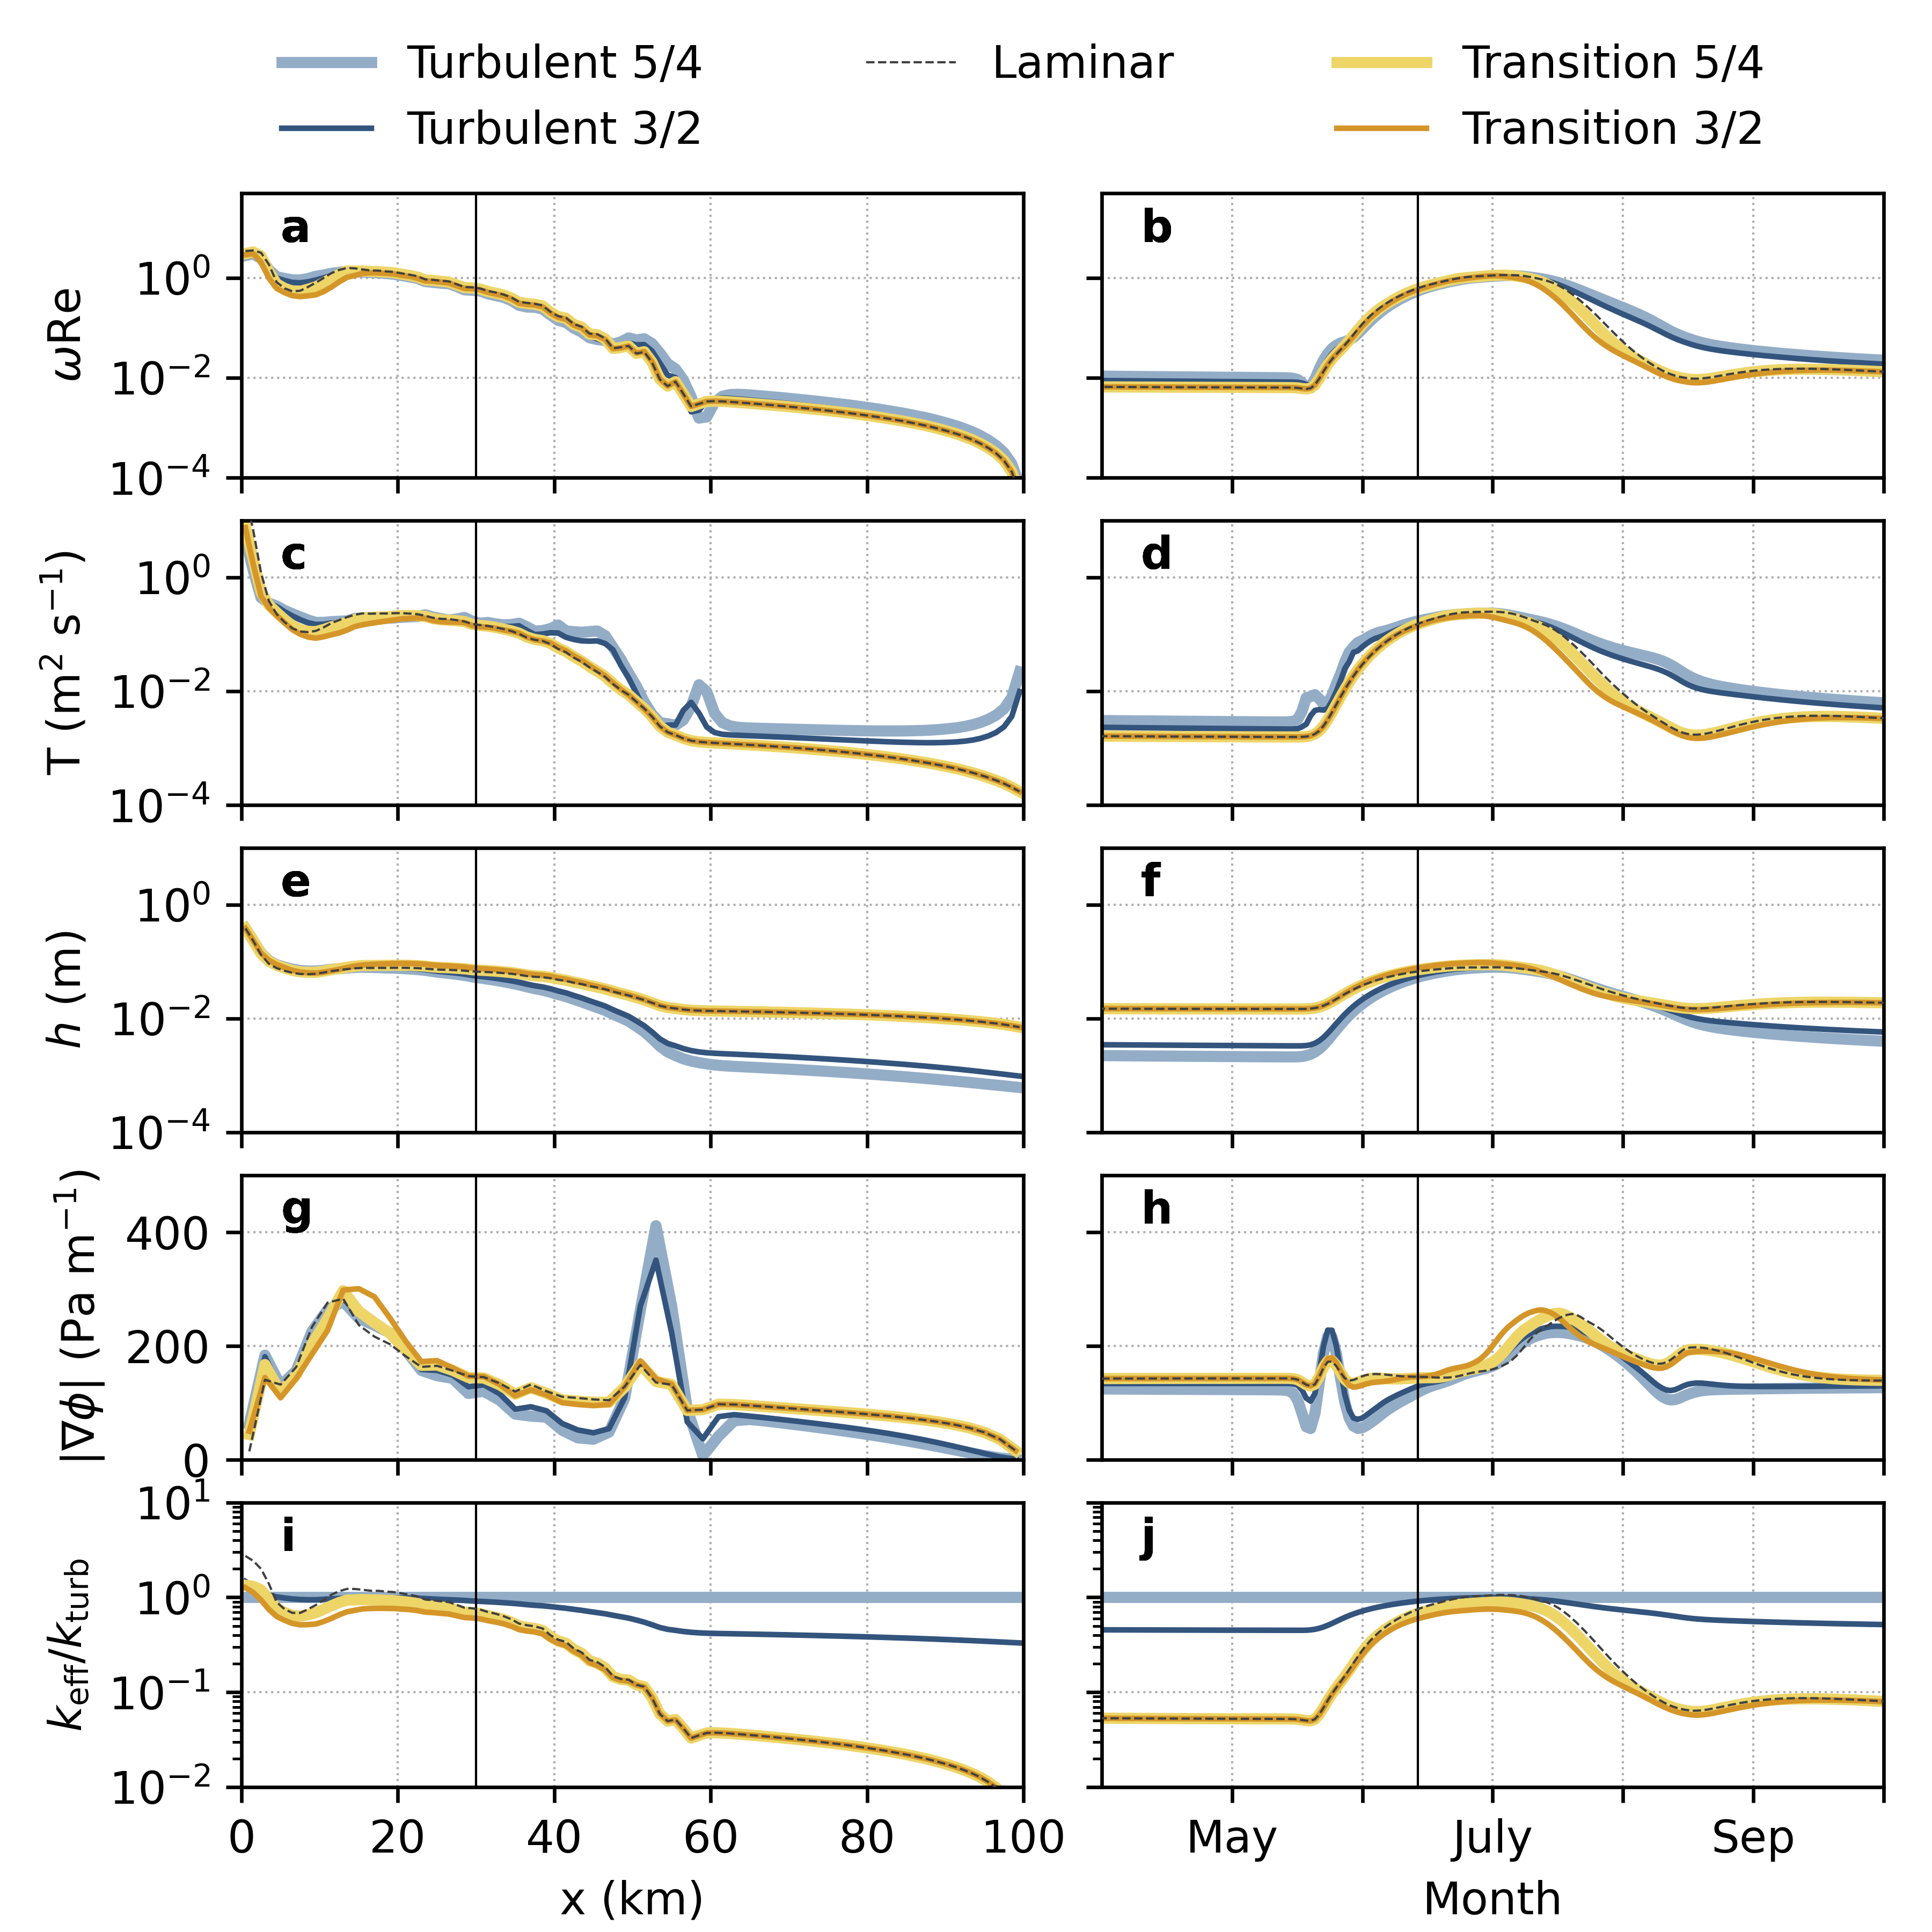 Turbulent 5/4 Laminar Transition 5/4
Turbulent 3/2 Transition 3/2
a
b
ωRe
10⁰
10⁻²
10⁻⁴
c
d
T (m² s⁻¹)
10⁰
10⁻²
10⁻⁴
e
f
h (m)
10⁰
10⁻²
10⁻⁴
g
h
|∇ϕ| (Pa m⁻¹)
400
200
0
i
j
k_eff/k_turb
10¹
10⁰
10⁻¹
10⁻²
0 20 40 60 80 100
May July Sep
x (km)
Month